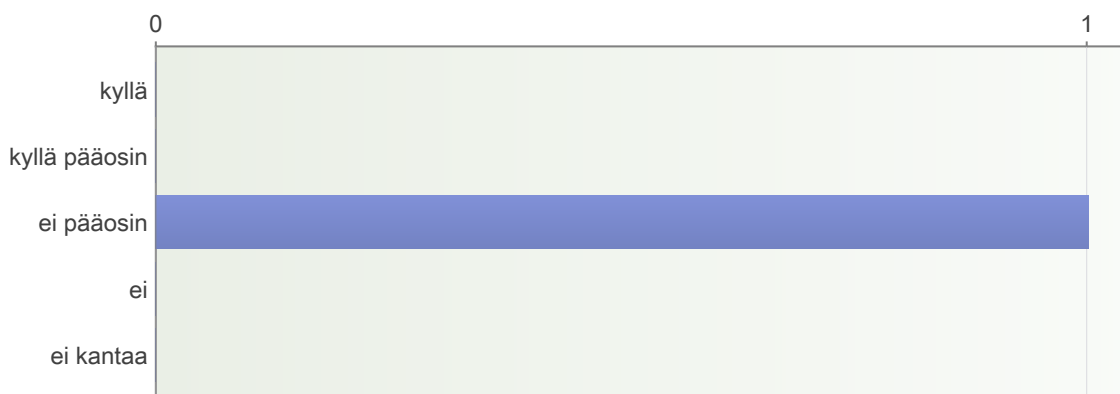 0 1
kyllä
kyllä pääosin
ei pääosin
ei
ei kantaa